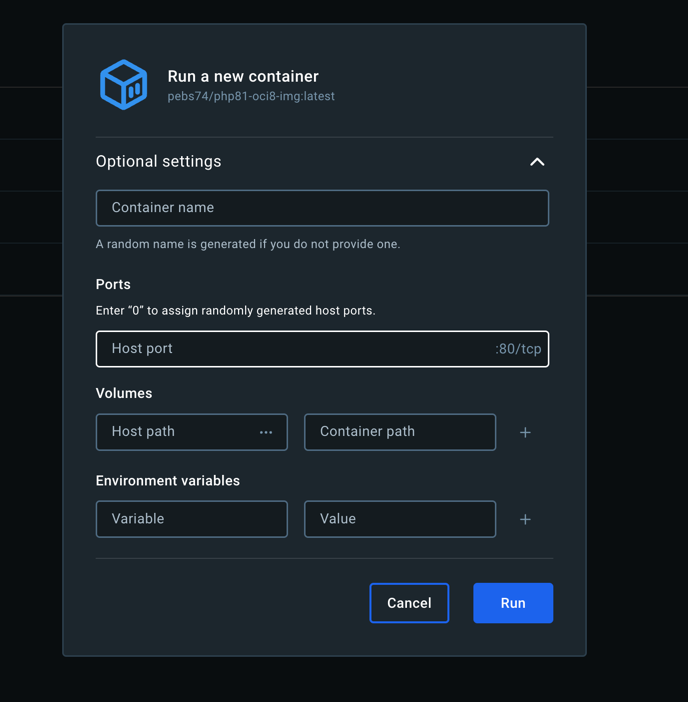 Run a new container
pebs74/php81-oci8-img:latest
Optional settings
Container name
A random name is generated if you do not provide one.
Ports
Enter “0” to assign randomly generated host ports.
Host port :80/tcp
Volumes
Host path ··· Container path +
Environment variables
Variable Value +
Cancel Run